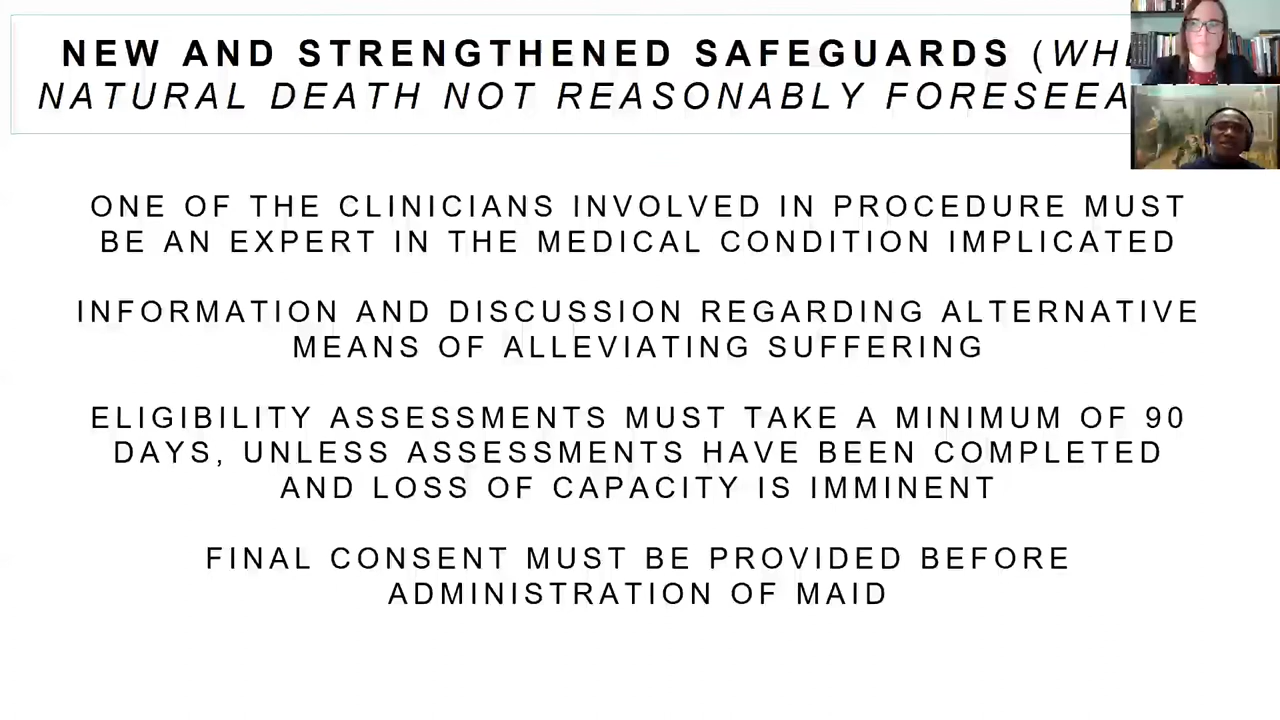 NEW AND STRENGTHENED SAFEGUARDS (WHE
NATURAL DEATH NOT REASONABLY FORESEEA
ONE OF THE CLINICIANS INVOLVED IN PROCEDURE MUST
BE AN EXPERT IN THE MEDICAL CONDITION IMPLICATED
INFORMATION AND DISCUSSION REGARDING ALTERNATIVE
MEANS OF ALLEVIATING SUFFERING
ELIGIBILITY ASSESSMENTS MUST TAKE A MINIMUM OF 90
DAYS, UNLESS ASSESSMENTS HAVE BEEN COMPLETED
AND LOSS OF CAPACITY IS IMMINENT
FINAL CONSENT MUST BE PROVIDED BEFORE
ADMINISTRATION OF MAID